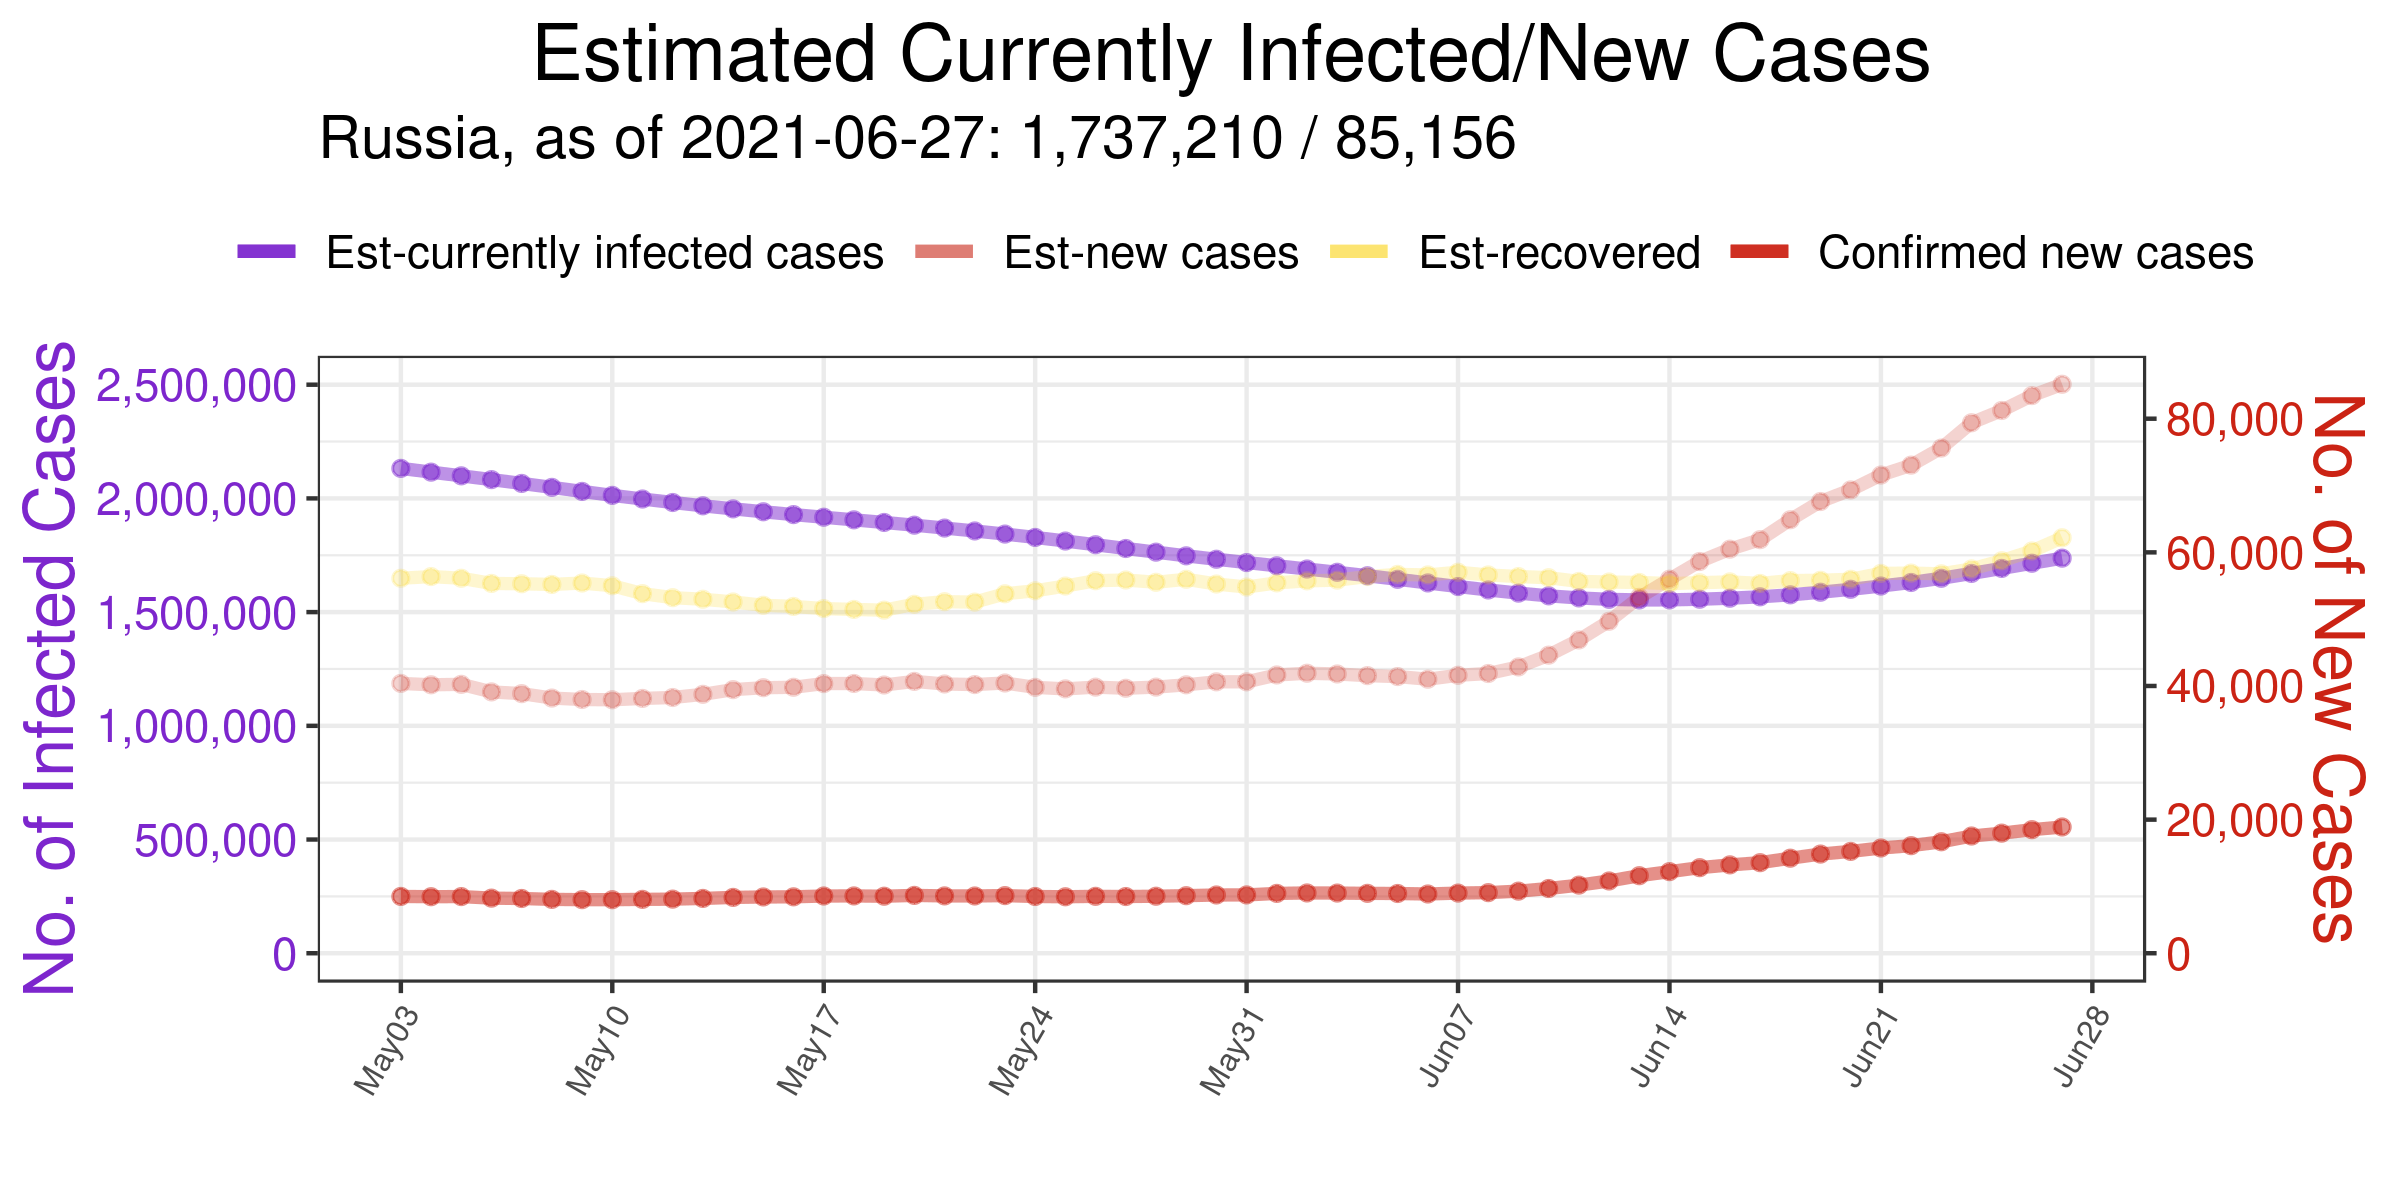 Estimated Currently Infected/New Cases
Russia, as of 2021-06-27: 1,737,210 / 85,156
Est-currently infected cases Est-new cases Est-recovered Confirmed new cases
No. of Infected Cases
2,500,000
2,000,000
1,500,000
1,000,000
500,000
0
80,000
60,000
40,000
20,000
0
No. of New Cases
May03 May10 May17 May24 May31 Jun07 Jun14 Jun21 Jun28